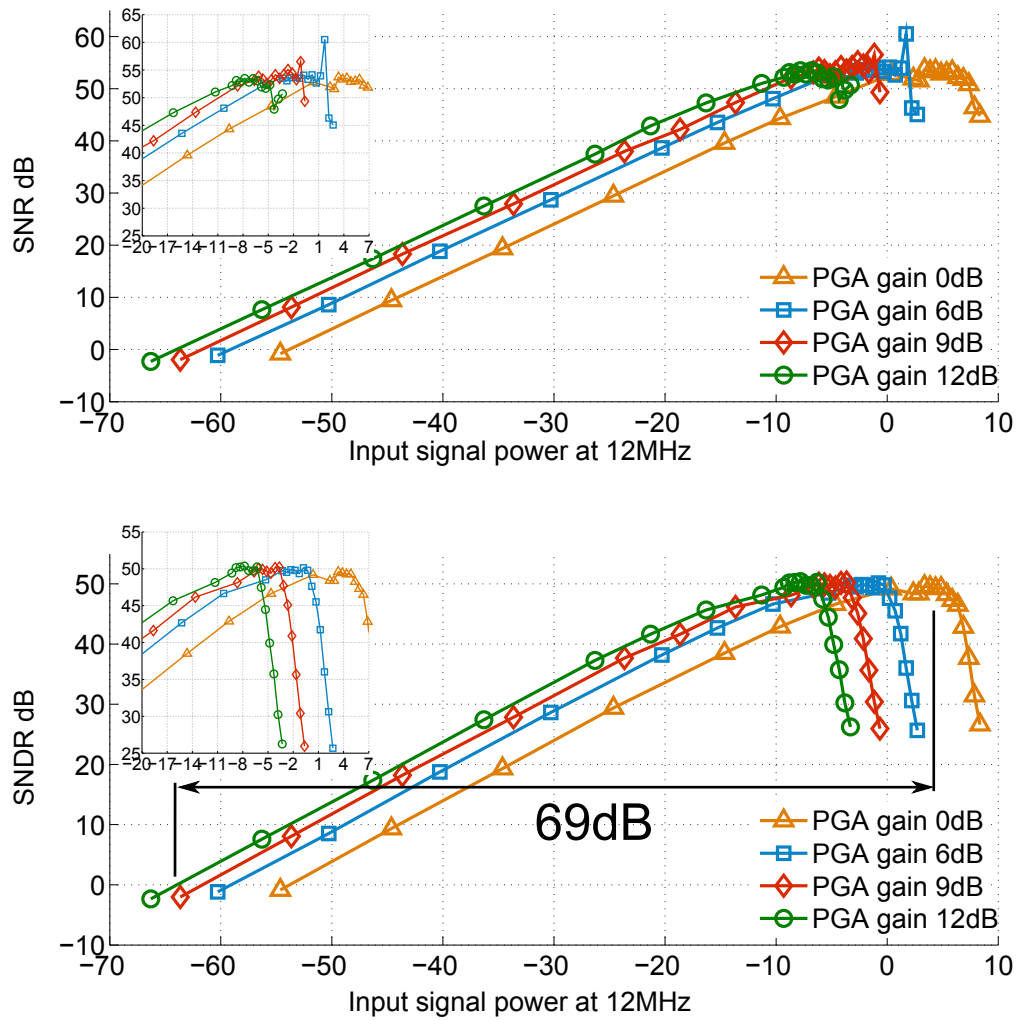 65
60
55
50
45
40
35
30
25
−20 −17 −14 −11 −8 −5 −2 1 4 7
60
50
40
30
20
10
0
−10
SNR dB
PGA gain 0dB
PGA gain 6dB
PGA gain 9dB
PGA gain 12dB
−70 −60 −50 −40 −30 −20 −10 0 10
Input signal power at 12MHz
55
50
45
40
35
30
25
−20 −17 −14 −11 −8 −5 −2 1 4 7
50
40
30
20
10
0
−10
SNDR dB
69dB
PGA gain 0dB
PGA gain 6dB
PGA gain 9dB
PGA gain 12dB
−70 −60 −50 −40 −30 −20 −10 0 10
Input signal power at 12MHz